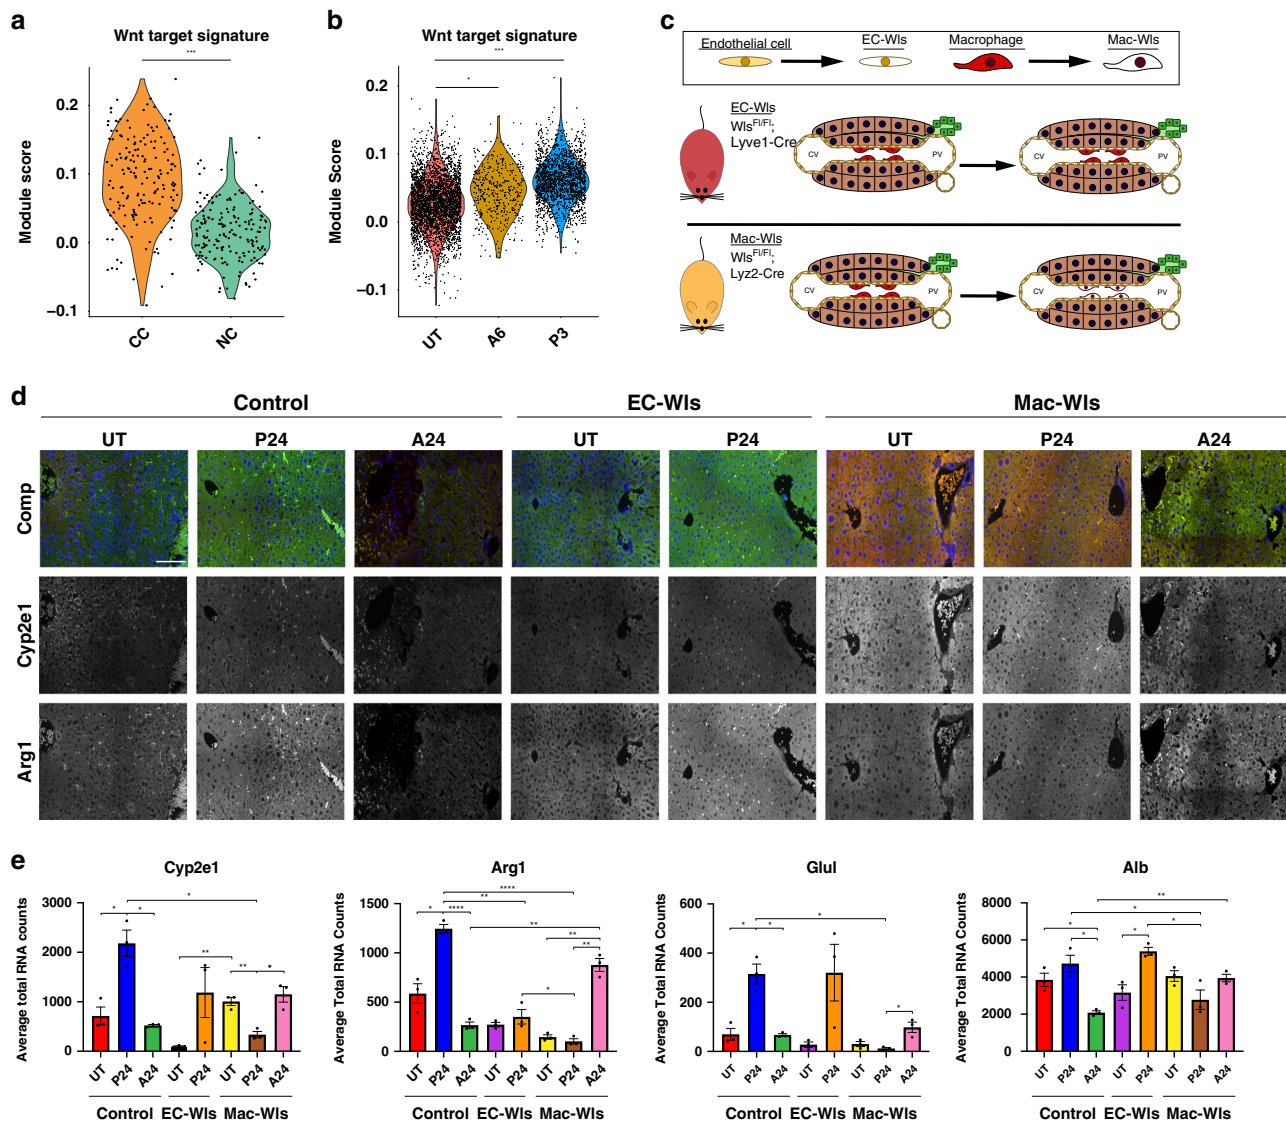 a
Wnt target signature
***
Module score
0.2
0.1
0.0
−0.1
CC
NC
b
Wnt target signature
***
*
Module Score
0.2
0.1
0.0
−0.1
UT
A6
P3
c
Endothelial cell
EC-Wls
Macrophage
Mac-Wls
EC-Wls
Wls^Fl/Fl;
Lyve1-Cre
CV
PV
CV
PV
Mac-Wls
Wls^Fl/Fl;
Lyz2-Cre
CV
PV
CV
PV
d
Control
EC-Wls
Mac-Wls
UT
P24
A24
UT
P24
UT
P24
A24
Comp
Cyp2e1
Arg1
e
Cyp2e1
Average total RNA counts
3000
2000
1000
0
*
* *
**
** *
UT
P24
A24
UT
P24
UT
P24
A24
Control
EC-Wls
Mac-Wls
Arg1
Average Total RNA Counts
1500
1000
500
0
****
**
* ****
**
**
**
*
UT
P24
A24
UT
P24
UT
P24
A24
Control
EC-Wls
Mac-Wls
Glul
Average Total RNA Counts
600
400
200
0
*
* *
*
UT
P24
A24
UT
P24
UT
P24
A24
Control
EC-Wls
Mac-Wls
Alb
Average Total RNA Counts
8000
6000
4000
2000
0
**
*
* *
*
* *
UT
P24
A24
UT
P24
UT
P24
A24
Control
EC-Wls
Mac-Wls